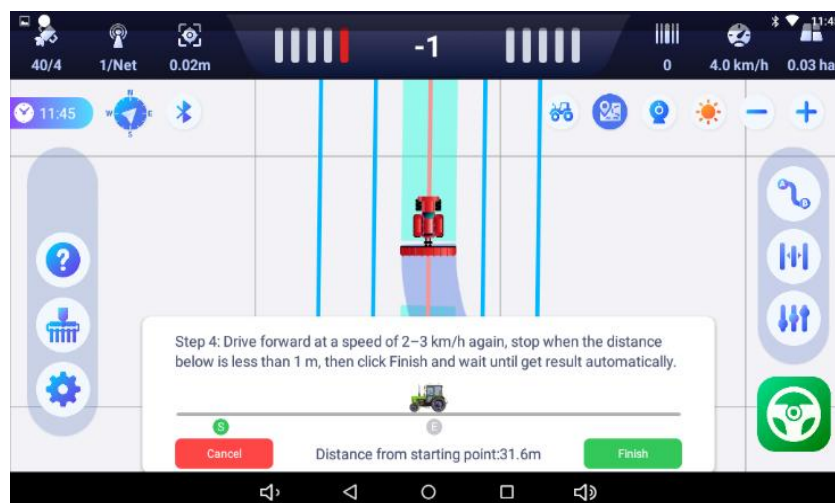 11:4
40/4
1/Net
0.02m
-1
0
4.0 km/h
0.03 ha
11:45
N
W
E
S
A
B
Step 4: Drive forward at a speed of 2–3 km/h again, stop when the distance
below is less than 1 m, then click Finish and wait until get result automatically.
S
E
Cancel
Distance from starting point:31.6m
Finish